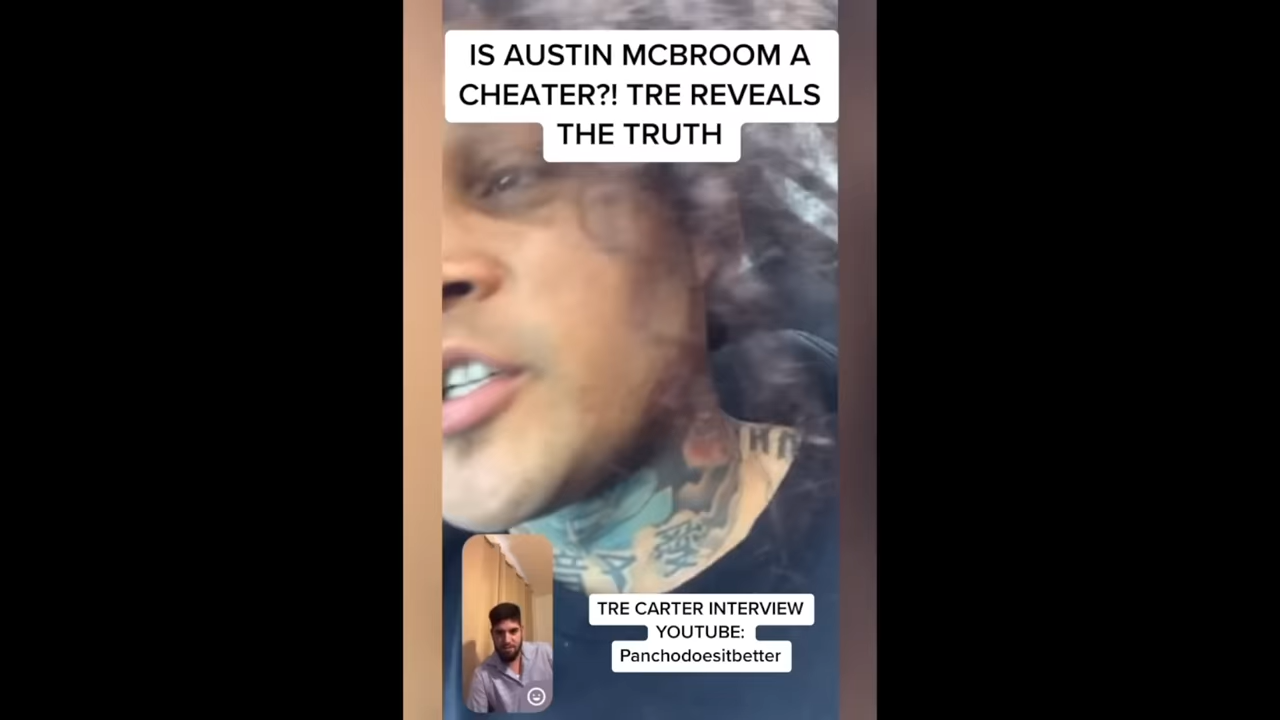 IS AUSTIN MCBROOM A
CHEATER?! TRE REVEALS
THE TRUTH
TRE CARTER INTERVIEW
YOUTUBE:
Panchodoesitbetter